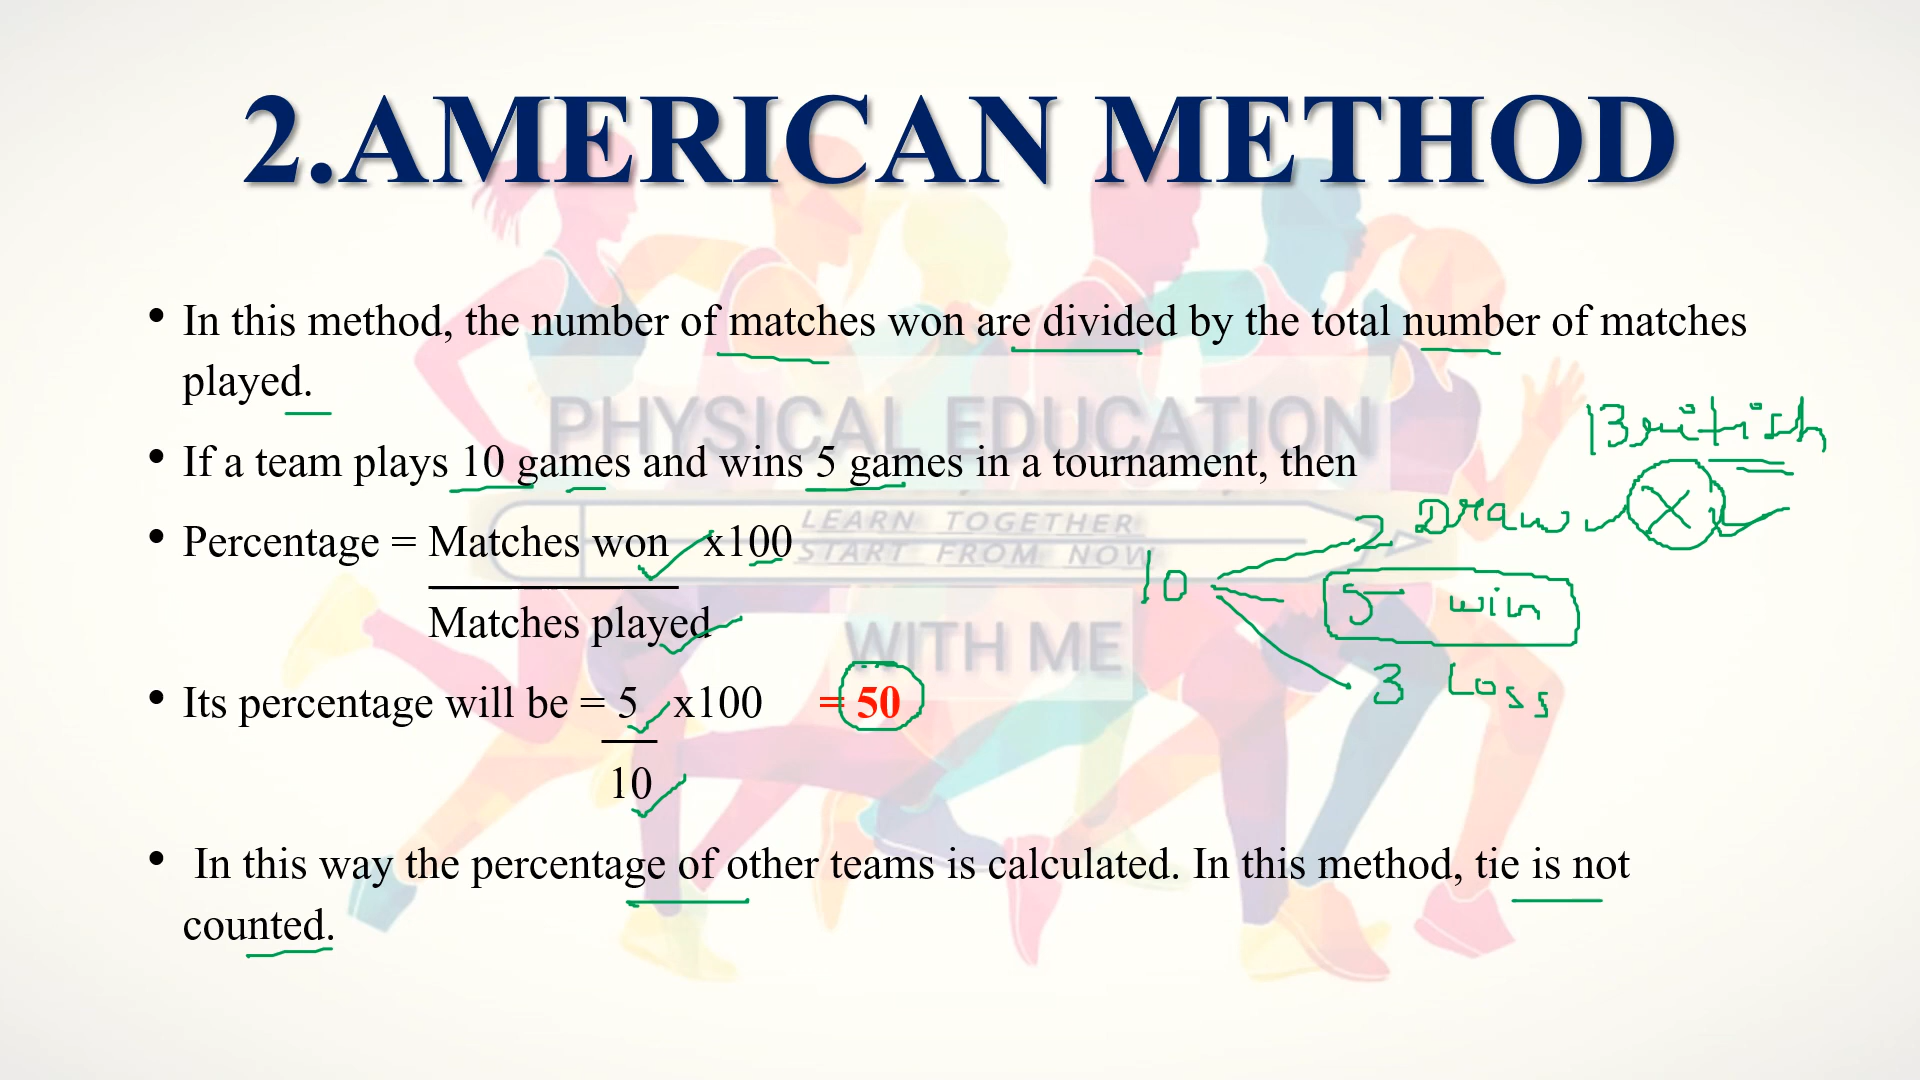 2.AMERICAN METHOD
• In this method, the number of matches won are divided by the total number of matches
played.
PHYSICAL EDUCATION
British
• If a team plays 10 games and wins 5 games in a tournament, then
LEARN TOGETHER
2 Draw X
• Percentage = Matches won x100
START FROM NOW
10
5 win
Matches played
WITH ME
3 Loss
• Its percentage will be = 5 x100 = 50
10
• In this way the percentage of other teams is calculated. In this method, tie is not
counted.